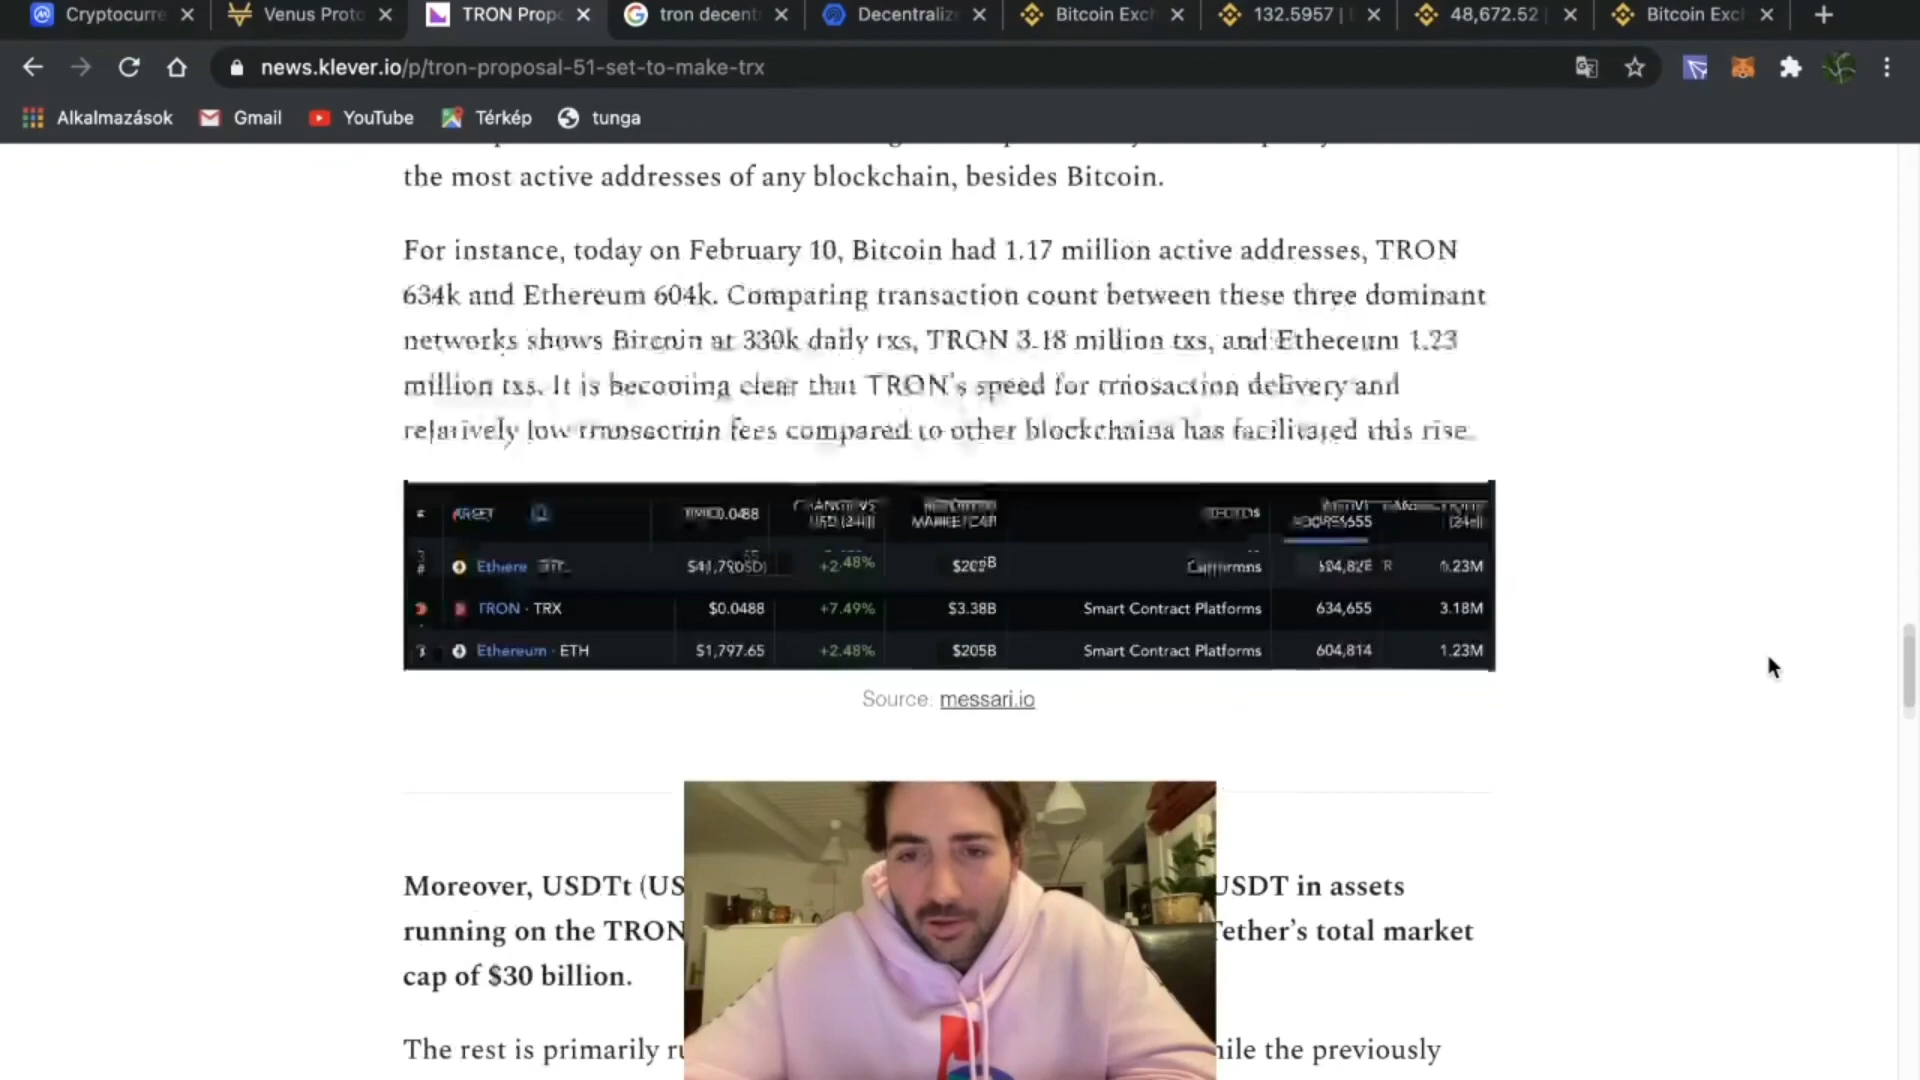 Cryptocurre
Venus Proto
TRON Prop
tron decent
Decentraliz
Bitcoin Exc
132.5957 |
48,672.52
Bitcoin Exc
news.klever.io/p/tron-proposal-51-set-to-make-trx
Alkalmazások
Gmail
YouTube
Térkép
tunga
the most active addresses of any blockchain, besides Bitcoin.
For instance, today on February 10, Bitcoin had 1.17 million active addresses, TRON
634k and Ethereum 604k. Comparing transaction count between these three dominant
networks shows Bitcoin at 330k daily txs, TRON 3.18 million txs, and Ethereum 1.23
million txs. It is becoming clear that TRON's speed for transaction delivery and
relatively low transaction fees compared to other blockchains has facilitated this rise
TRON · TRX $0.0488 +7.49% $3.38B Smart Contract Platforms 634,655 3.18M
Ethereum · ETH $1,797.65 +2.48% $205B Smart Contract Platforms 604,814 1.23M
Source: messari.io
Moreover, USDTt (US
USDT in assets
running on the TRON
Tether's total market
cap of $30 billion.
The rest is primarily
the previously